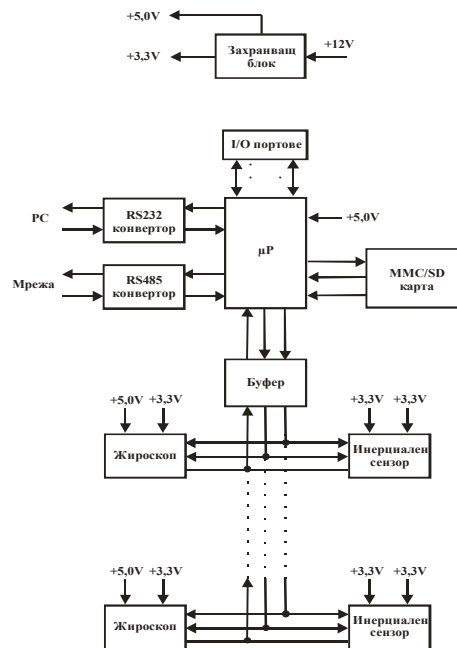 +5,0V
Захранващ
блок
+3,3V
+12V
I/O портове
PC
RS232
конвертор
μP
+5,0V
Мрежа
RS485
конвертор
MMC/SD
карта
Буфер
+5,0V +3,3V
+3,3V +3,3V
Жироскоп
Инерциален
сензор
+5,0V +3,3V
+3,3V +3,3V
Жироскоп
Инерциален
сензор